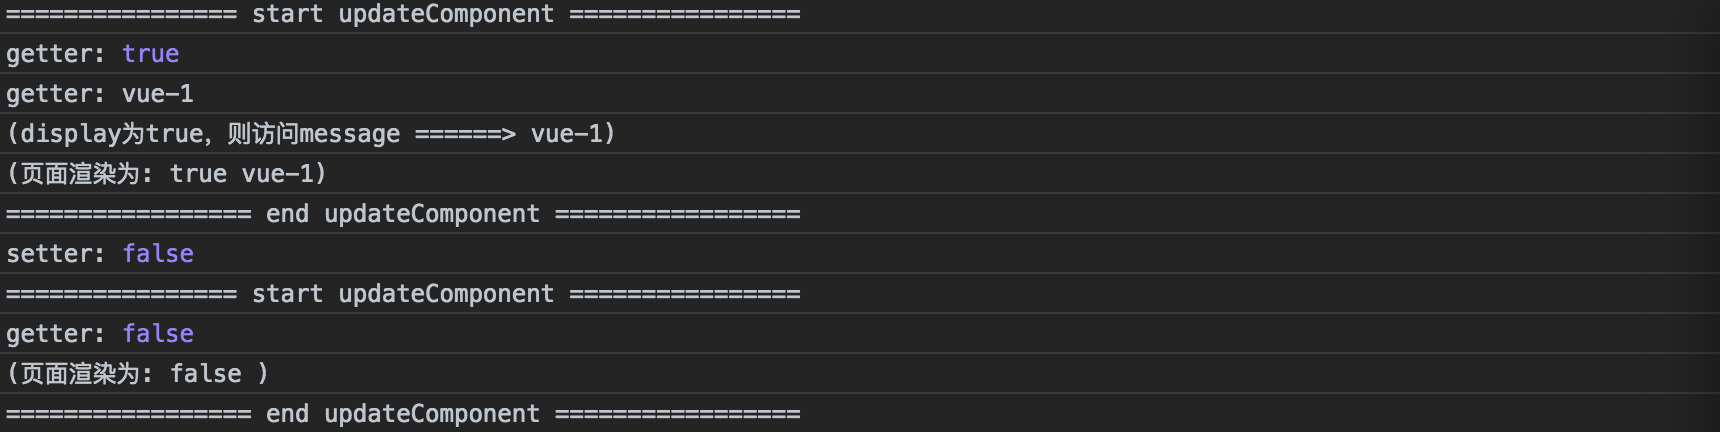 ================ start updateComponent ================
getter: true
getter: vue-1
(display为true，则访问message ======> vue-1)
(页面渲染为: true vue-1)
================= end updateComponent =================
setter: false
================ start updateComponent ================
getter: false
(页面渲染为: false )
================= end updateComponent =================